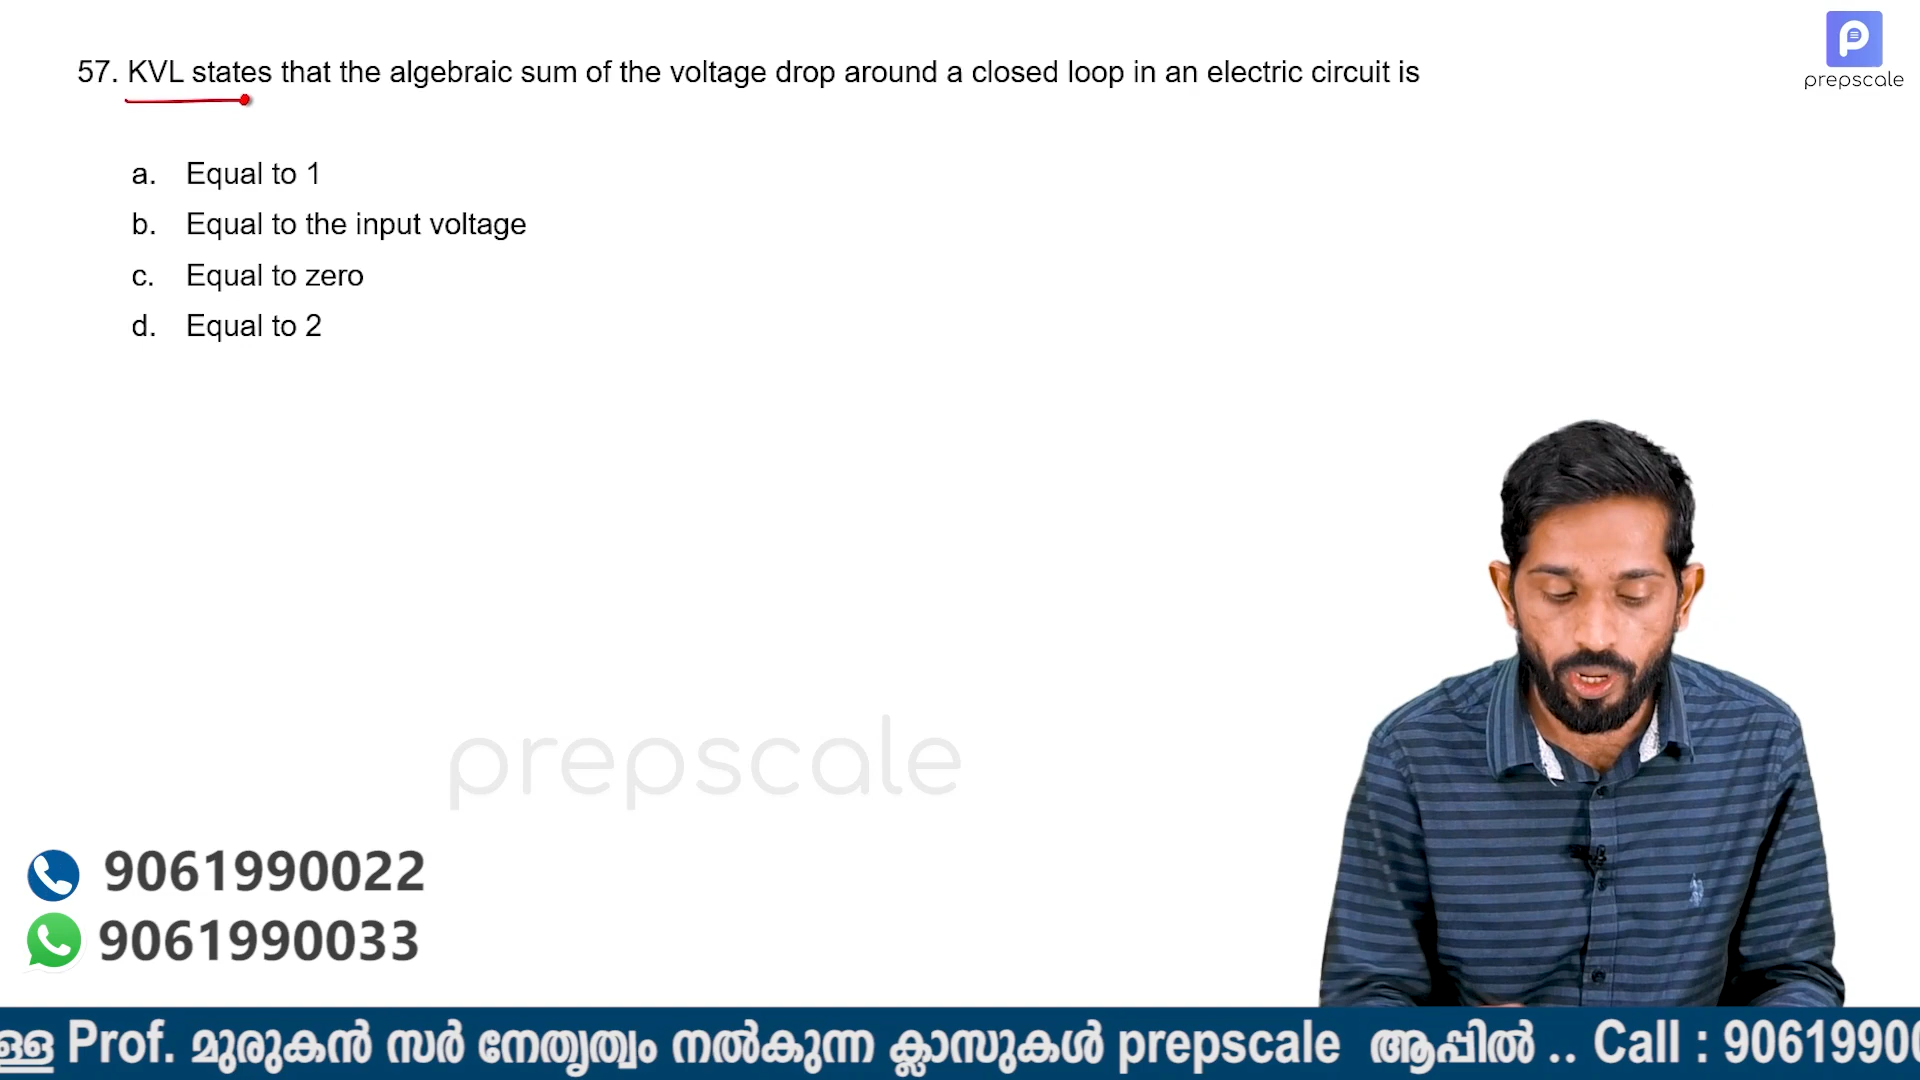 57. KVL states that the algebraic sum of the voltage drop around a closed loop in an electric circuit is
prepscale
a. Equal to 1
b. Equal to the input voltage
c. Equal to zero
d. Equal to 2
prepscale
9061990022
9061990033
ള്ള Prof. മുരുകൻ സർ നേതൃത്വം നൽകുന്ന ക്ലാസുകൾ prepscale ആപ്പിൽ .. Call : 9061990